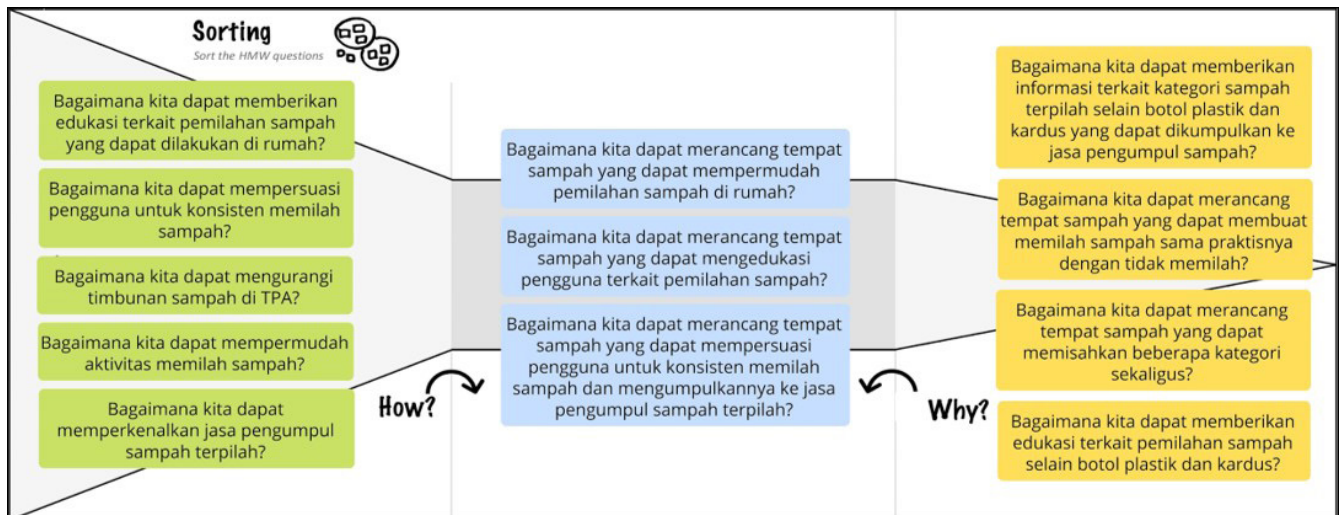 Sorting
Sort the HMW questions
Bagaimana kita dapat memberikan
edukasi terkait pemilahan sampah
yang dapat dilakukan di rumah?
Bagaimana kita dapat mempersuasi
pengguna untuk konsisten memilah
sampah?
Bagaimana kita dapat mengurangi
timbunan sampah di TPA?
Bagaimana kita dapat mempermudah
aktivitas memilah sampah?
Bagaimana kita dapat
memperkenalkan jasa pengumpul
sampah terpilah?
How?
Bagaimana kita dapat merancang tempat
sampah yang dapat mempermudah
pemilahan sampah di rumah?
Bagaimana kita dapat merancang tempat
sampah yang dapat mengedukasi
pengguna terkait pemilahan sampah?
Bagaimana kita dapat merancang tempat
sampah yang dapat mempersuasi
pengguna untuk konsisten memilah
sampah dan mengumpulkannya ke jasa
pengumpul sampah terpilah?
Why?
Bagaimana kita dapat memberikan
informasi terkait kategori sampah
terpilah selain botol plastik dan
kardus yang dapat dikumpulkan ke
jasa pengumpul sampah?
Bagaimana kita dapat merancang
tempat sampah yang dapat membuat
memilah sampah sama praktisnya
dengan tidak memilah?
Bagaimana kita dapat merancang
tempat sampah yang dapat
memisahkan beberapa kategori
sekaligus?
Bagaimana kita dapat memberikan
edukasi terkait pemilahan sampah
selain botol plastik dan kardus?